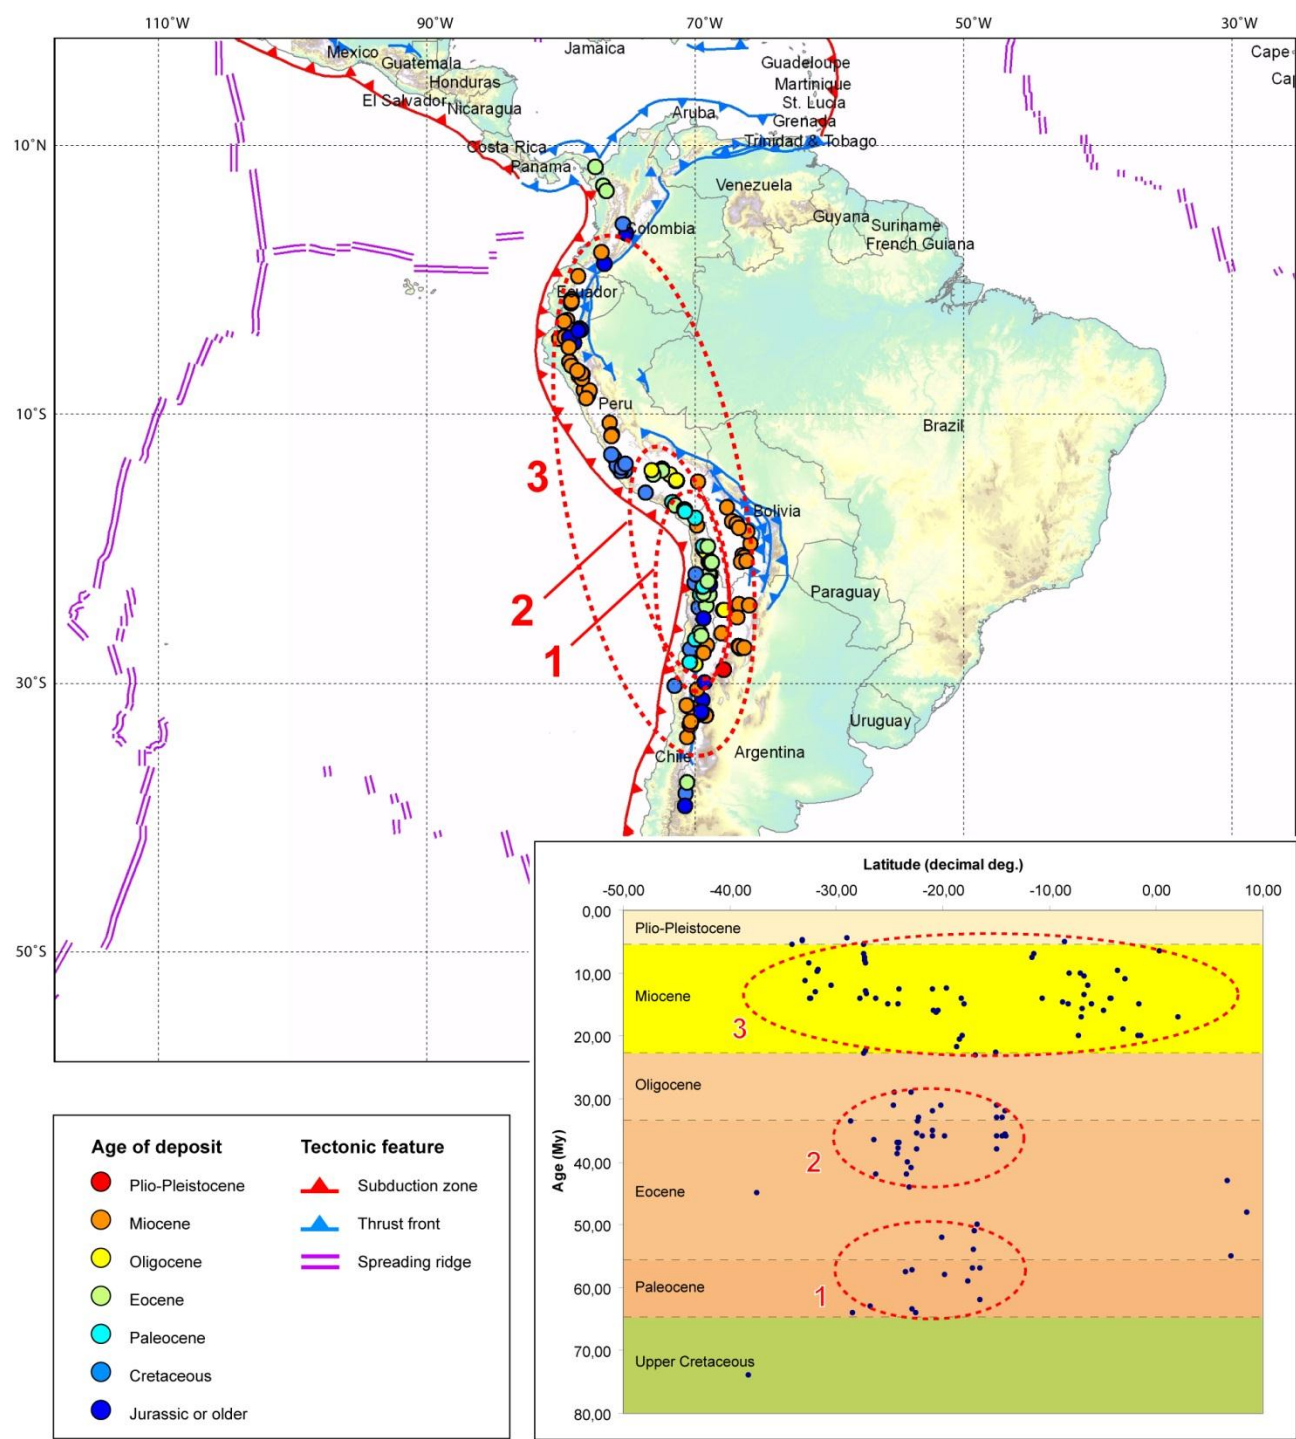 110°W 90°W 70°W 50°W 30°W
Mexico
Jamaica
Cape
Guatemala
Guadeloupe
Honduras
Martinique
Cap
El Salvador
Nicaragua
St. Lucia
Aruba
Grenada
10°N
Costa Rica
Trinidad & Tobago
Panama
Venezuela
Guyana
Suriname
Colombia
French Guiana
Ecuador
Peru
10°S
Brazil
3
Bolivia
2
Paraguay
1
30°S
Uruguay
Argentina
Chile
50°S
Latitude (decimal deg.)
-50,00 -40,00 -30,00 -20,00 -10,00 0,00 10,00
0,00
Plio-Pleistocene
10,00
Miocene
20,00
3
Oligocene
30,00
Age (My)
40,00
2
Eocene
50,00
60,00
Paleocene
1
70,00
Upper Cretaceous
80,00
Age of deposit
Plio-Pleistocene
Miocene
Oligocene
Eocene
Paleocene
Cretaceous
Jurassic or older
Tectonic feature
Subduction zone
Thrust front
Spreading ridge